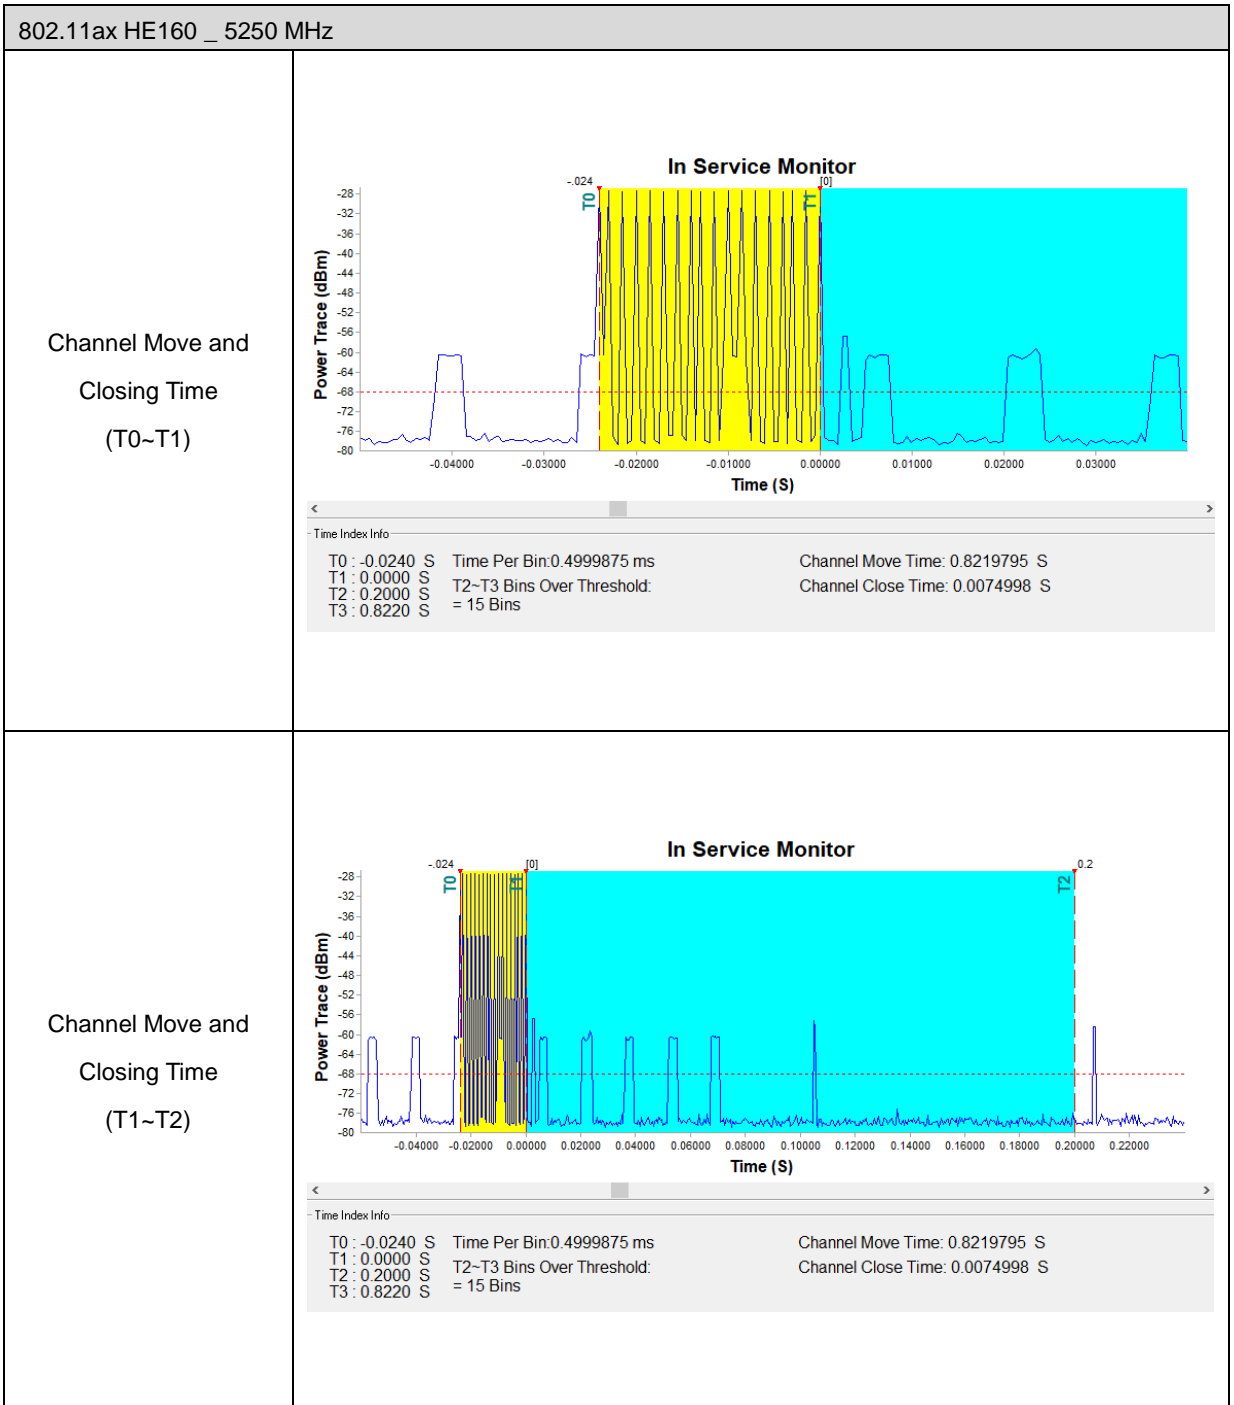 802.11ax HE160 _ 5250 MHz
Channel Move and
Closing Time
(T0~T1)
In Service Monitor
-.024
[0]
T0
T1
Power Trace (dBm)
-28
-32
-36
-40
-44
-48
-52
-56
-60
-64
-68
-72
-76
-80
-0.04000 -0.03000 -0.02000 -0.01000 0.00000 0.01000 0.02000 0.03000
Time (S)
< >
Time Index Info
T0 : -0.0240 S Time Per Bin:0.4999875 ms Channel Move Time: 0.8219795 S
T1 : 0.0000 S
T2 : 0.2000 S T2~T3 Bins Over Threshold: Channel Close Time: 0.0074998 S
T3 : 0.8220 S = 15 Bins
Channel Move and
Closing Time
(T1~T2)
In Service Monitor
-.024
[0]
0.2
T0
T1
T2
Power Trace (dBm)
-28
-32
-36
-40
-44
-48
-52
-56
-60
-64
-68
-72
-76
-80
-0.04000 -0.02000 0.00000 0.02000 0.04000 0.06000 0.08000 0.10000 0.12000 0.14000 0.16000 0.18000 0.20000 0.22000
Time (S)
< >
Time Index Info
T0 : -0.0240 S Time Per Bin:0.4999875 ms Channel Move Time: 0.8219795 S
T1 : 0.0000 S
T2 : 0.2000 S T2~T3 Bins Over Threshold: Channel Close Time: 0.0074998 S
T3 : 0.8220 S = 15 Bins